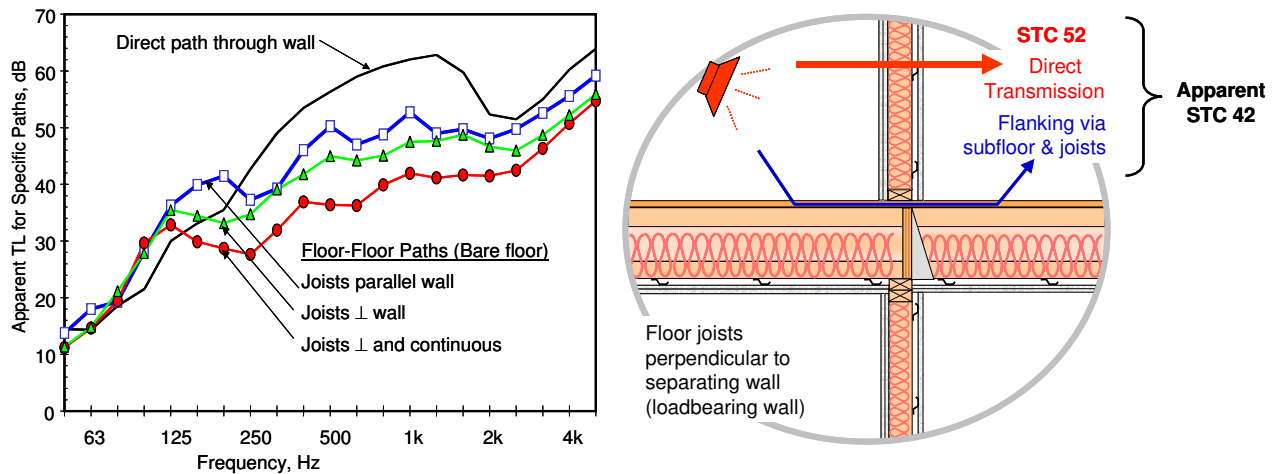 Apparent TL for Specific Paths, dB
70
60
50
40
30
20
10
0
Direct path through wall
Floor-Floor Paths (Bare floor)
Joists parallel wall
Joists ⊥ wall
Joists ⊥ and continuous
63
125
250
500
1k
2k
4k
Frequency, Hz
STC 52
Direct
Transmission
Flanking via
subfloor & joists
Apparent
STC 42
Floor joists
perpendicular to
separating wall
(loadbearing wall)